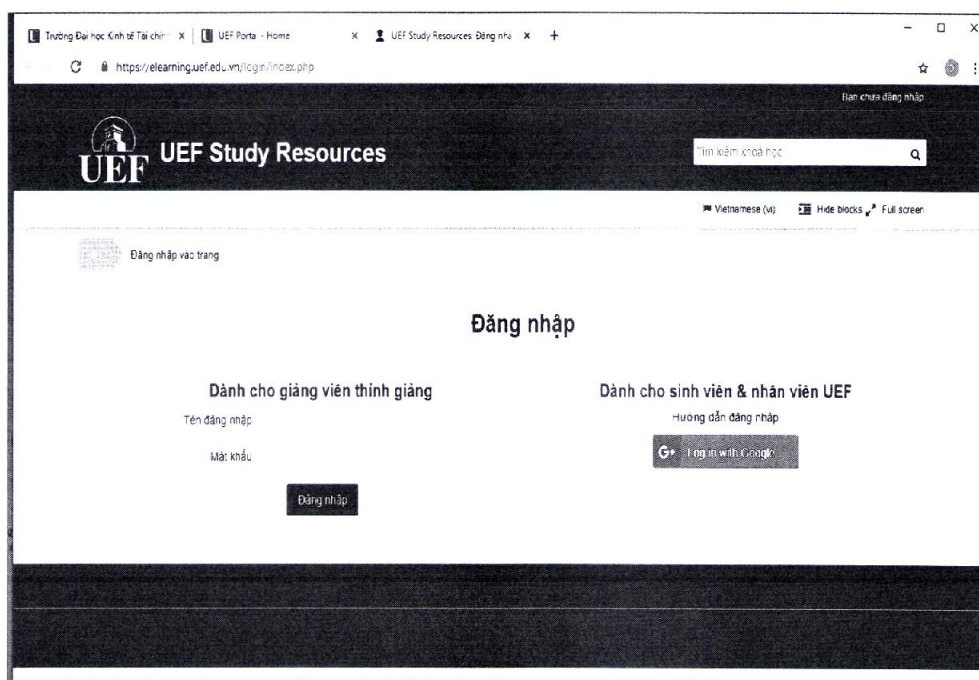 Trường Đại học Kinh tế Tài chín
UEF Porta - Home
UEF Study Resources: Đăng nhậ
https://elearning.uef.edu.vn/login/index.php
Bạn chưa đăng nhập
UEF
UEF Study Resources
Tìm kiếm khoá học
Vietnamese (vi)
Hide blocks
Full screen
Đăng nhập vào trang
Đăng nhập
Dành cho giảng viên thỉnh giảng
Tên đăng nhập
Mật khẩu
Đăng nhập
Dành cho sinh viên & nhân viên UEF
Hướng dẫn đăng nhập
G+ Log in with Google